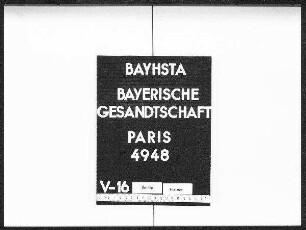 BAYHSTA
BAYERISCHE
GESANDTSCHAFT
PARIS
4948
V-16